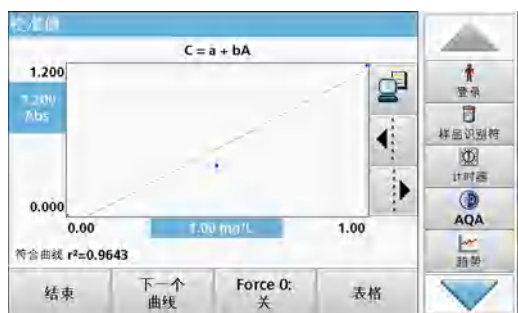 校准值
C = a + bA
1.200
1.200
Abs
0.000
0.00
1.00 mg/L
1.00
符合曲线 r²=0.9643
结束
下一个
曲线
Force 0:
关
表格
登录
样品识别符
计时器
AQA
趋势